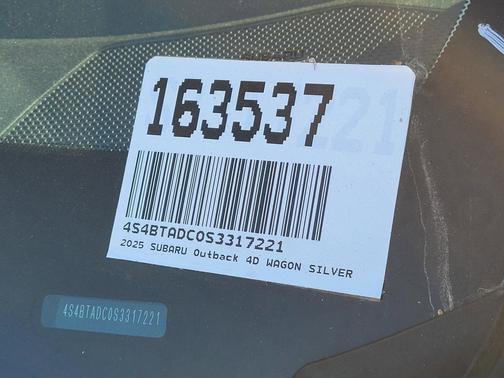 163537
4S4BTADC0S3317221
2025 SUBARU Outback 4D WAGON SILVER
4S4BTADC0S3317221